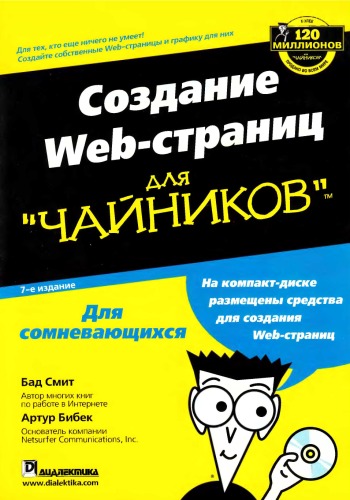 Для тех, кто еще ничего не умеет!
Создайте собственные Web-страницы и графику для них
120
МИЛЛИОНОВ
"ЧАЙНИКОВ"
Создание
Web-страниц
ДЛЯ
"ЧАЙНИКОВ"™
7-е издание
На компакт-диске
размещены средства
для создания
Web-страниц
Для
сомневающихся
Бад Смит
Автор многих книг
по работе в Интернете
Артур Бибек
Основатель компании
Netsurfer Communications, Inc.
ДИАЛЕКТИКА
www.dialektika.com